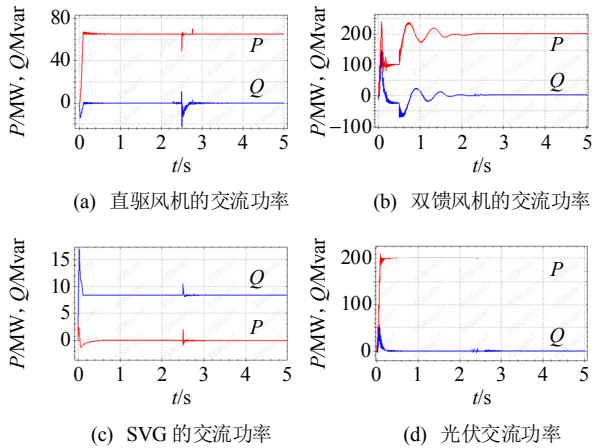 P/MW, Q/Mvar
80
40
0
P
Q
0 1 2 3 4 5
t/s
(a) 直驱风机的交流功率
P/MW, Q/Mvar
200
100
0
−100
P
Q
0 1 2 3 4 5
t/s
(b) 双馈风机的交流功率
P/MW, Q/Mvar
15
10
5
0
Q
P
0 1 2 3 4 5
t/s
(c) SVG 的交流功率
P/MW, Q/Mvar
200
100
0
P
Q
0 1 2 3 4 5
t/s
(d) 光伏交流功率